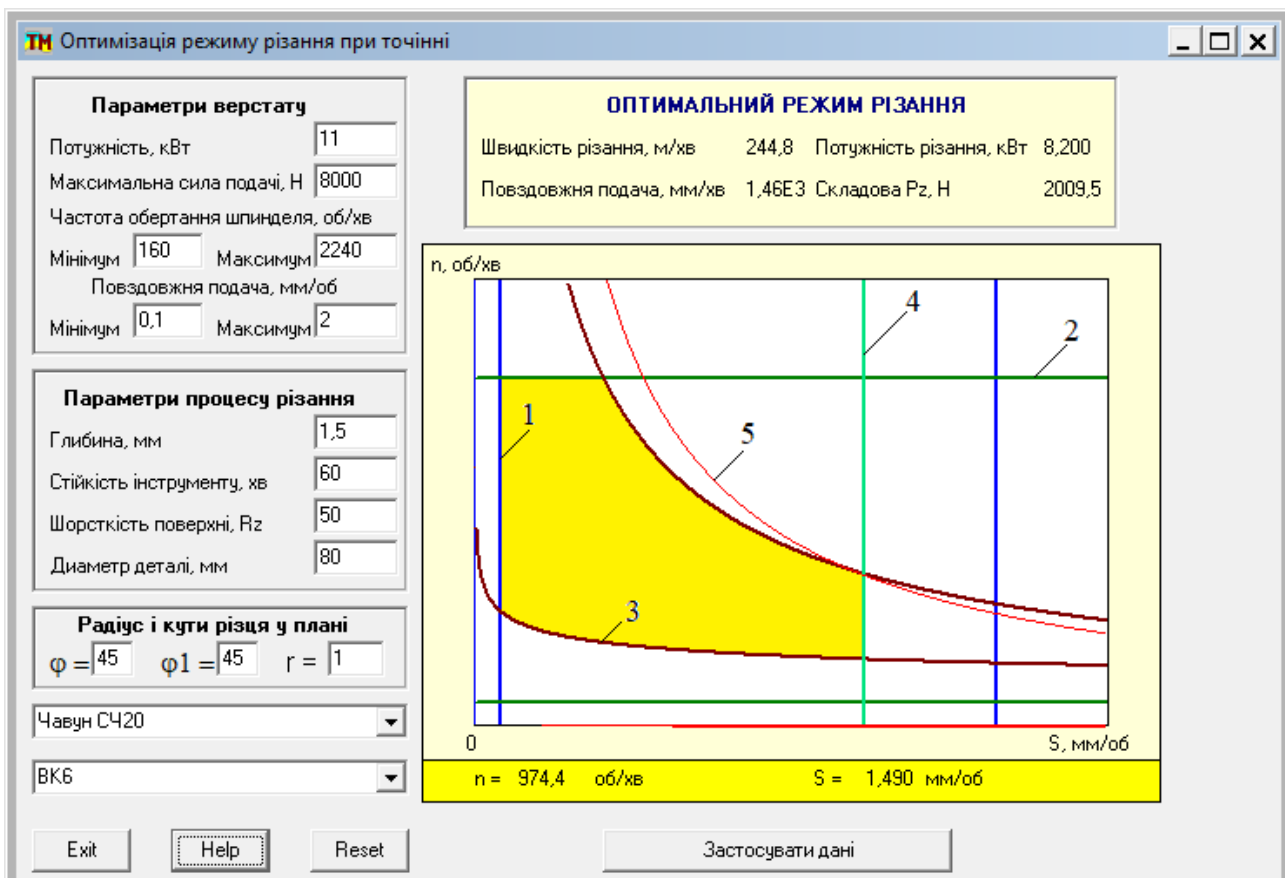 ТМ Оптимізація режиму різання при точінні
Параметри верстату
Потужність, кВт 11
Максимальна сила подачі, Н 8000
Частота обертання шпинделя, об/хв
Мінімум 160 Максимум 2240
Повздовжня подача, мм/об
Мінімум 0,1 Максимум 2
Параметри процесу різання
Глибина, мм 1,5
Стійкість інструменту, хв 60
Шорсткість поверхні, Rz 50
Диаметр деталі, мм 80
Радіус і кути різця у плані
φ = 45 φ1 = 45 r = 1
Чавун СЧ20
ВК6
Exit Help Reset
ОПТИМАЛЬНИЙ РЕЖИМ РІЗАННЯ
Швидкість різання, м/хв 244,8 Потужність різання, кВт 8,200
Повздовжня подача, мм/хв 1,46E3 Складова Pz, Н 2009,5
n, об/хв
4
2
1
5
3
0 S, мм/об
n = 974,4 об/хв S = 1,490 мм/об
Застосувати дані